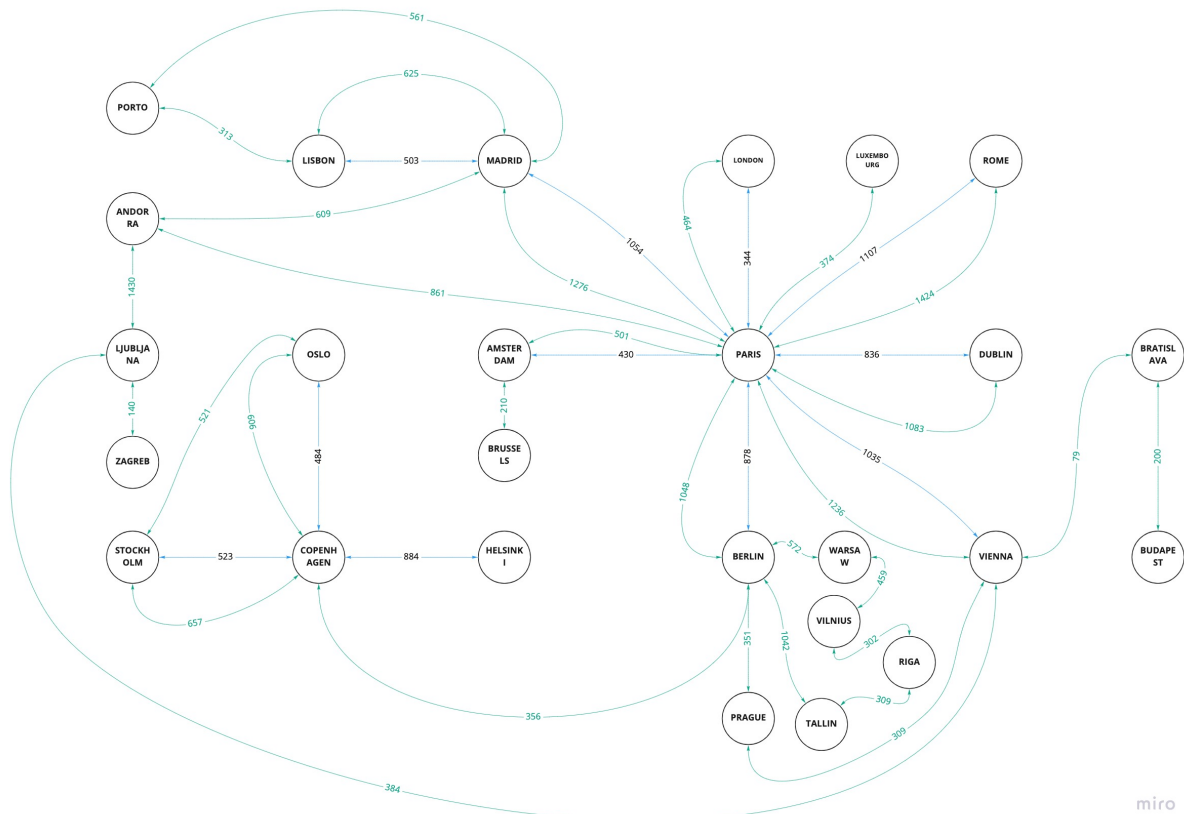 561
625
PORTO
313
LISBON
503
MADRID
LONDON
LUXEMBO
URG
ROME
ANDOR
RA
609
464
1054
344
374
1107
1430
861
1276
1424
LJUBLJA
NA
OSLO
AMSTER
DAM
501
430
PARIS
836
DUBLIN
BRATISL
AVA
140
521
909
210
1083
ZAGREB
484
BRUSSE
LS
878
1035
79
200
1048
1236
STOCKH
OLM
523
COPENH
AGEN
884
HELSINK
I
BERLIN
572
WARSA
W
VIENNA
BUDAPE
ST
459
657
VILNIUS
351
1042
302
RIGA
356
PRAGUE
TALLIN
309
309
384
miro